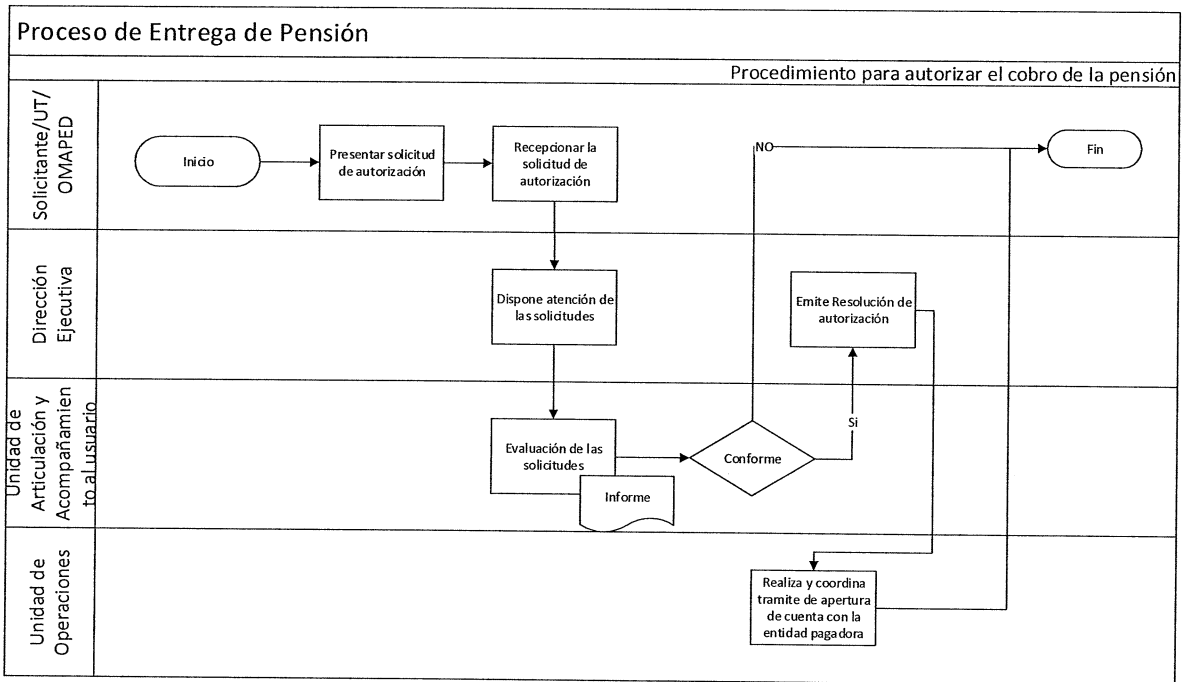 Proceso de Entrega de Pensión
Procedimiento para autorizar el cobro de la pensión
Solicitante/UT/
OMAPED
Inicio
Presentar solicitud
de autorización
Recepcionar la
solicitud de
autorización
NO
Fin
Dirección
Ejecutiva
Dispone atención de
las solicitudes
Emite Resolución de
autorización
Unidad de
Articulación y
Acompañamien
to al usuario
Evaluación de las
solicitudes
Informe
Conforme
Si
Unidad de
Operaciones
Realiza y coordina
tramite de apertura
de cuenta con la
entidad pagadora